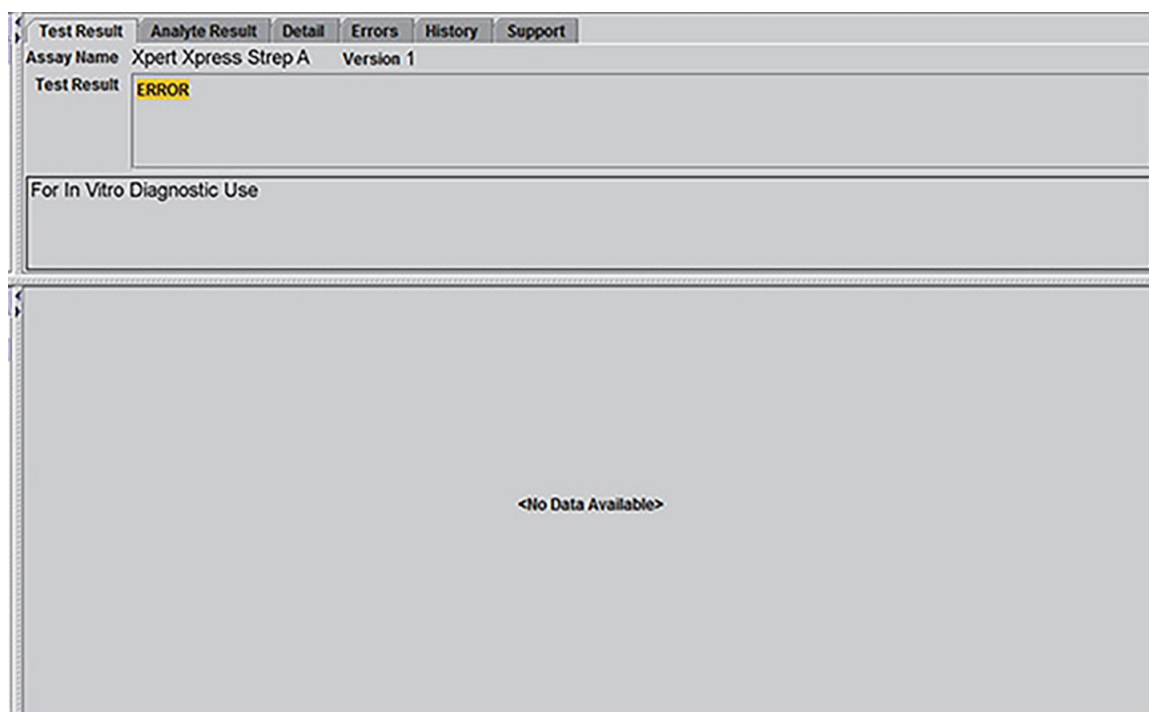 Test Result Analyte Result Detail Errors History Support
Assay Name Xpert Xpress Strep A Version 1
Test Result ERROR
For In Vitro Diagnostic Use
<No Data Available>